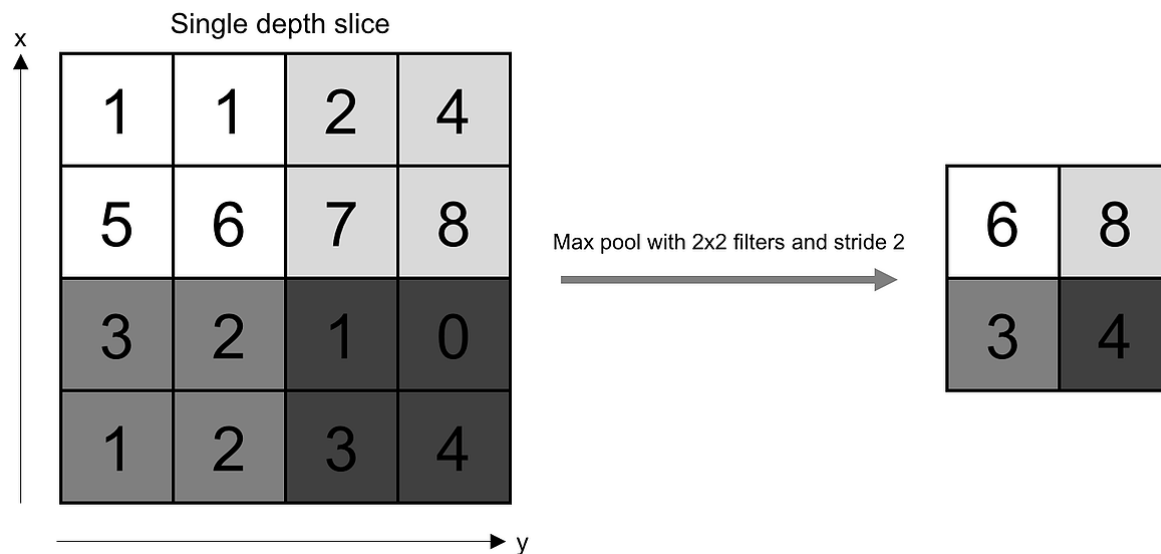 Single depth slice
x
1 1 2 4
5 6 7 8
Max pool with 2x2 filters and stride 2
6 8
3 2 1 0
3 4
1 2 3 4
y